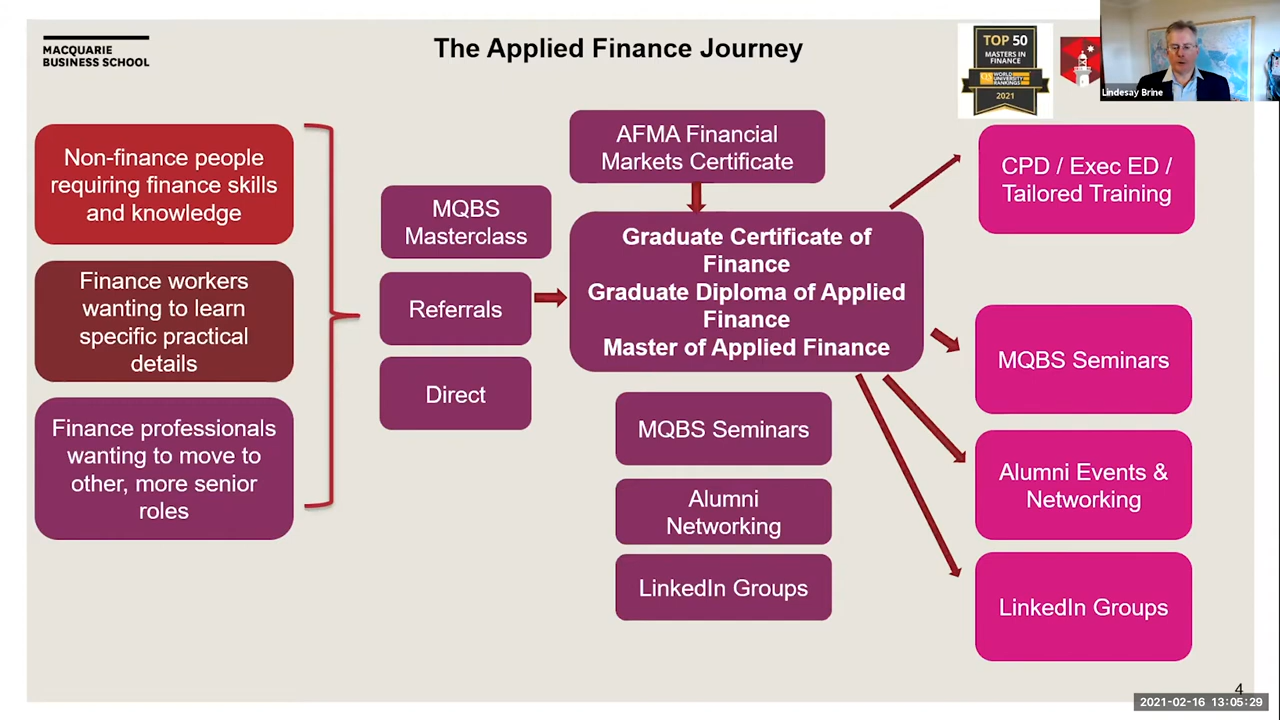 MACQUARIE
BUSINESS SCHOOL
The Applied Finance Journey
TOP 50
MASTERS IN
FINANCE
WORLD
UNIVERSITY
RANKINGS
2021
Lindesay Brine
Non-finance people
requiring finance skills
and knowledge
Finance workers
wanting to learn
specific practical
details
Finance professionals
wanting to move to
other, more senior
roles
MQBS
Masterclass
Referrals
Direct
AFMA Financial
Markets Certificate
Graduate Certificate of
Finance
Graduate Diploma of Applied
Finance
Master of Applied Finance
MQBS Seminars
Alumni
Networking
LinkedIn Groups
CPD / Exec ED /
Tailored Training
MQBS Seminars
Alumni Events &
Networking
LinkedIn Groups
4
2021-02-16 13:05:29